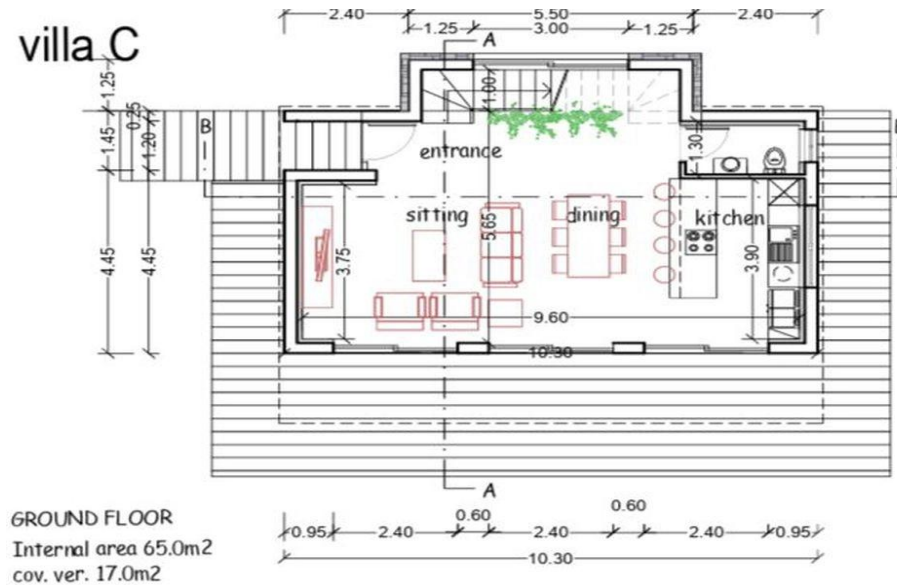 2.40 5.50 2.40
1.25 3.00 1.25
villa C
A
1.25
1.00
0.25
1.45
1.20
B
entrance
1.30
sitting
dining
kitchen
5.65
4.45
4.45
3.75
3.90
9.60
10.30
A
GROUND FLOOR
Internal area 65.0m2
cov. ver. 17.0m2
0.60 0.60
0.95 2.40 2.40 2.40 0.95
10.30